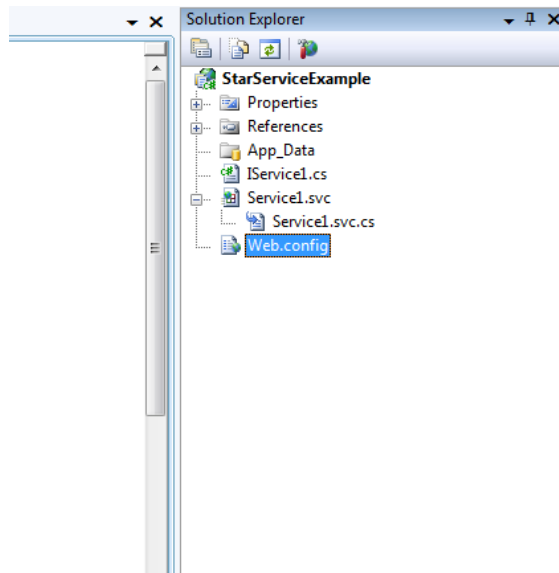 Solution Explorer
StarServiceExample
Properties
References
App_Data
IService1.cs
Service1.svc
Service1.svc.cs
Web.config